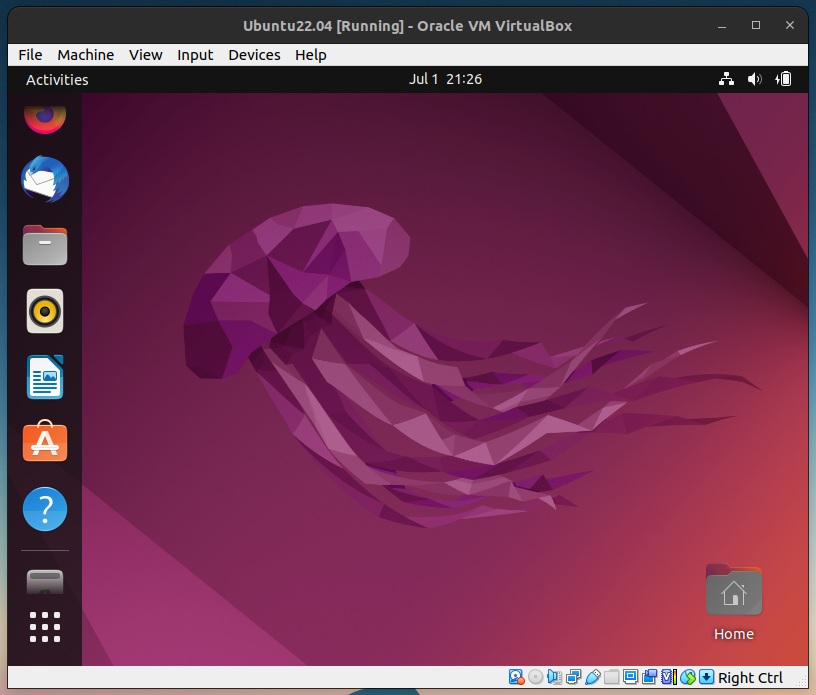 Ubuntu22.04 [Running] - Oracle VM VirtualBox
File Machine View Input Devices Help
Activities Jul 1 21:26
Home
Right Ctrl